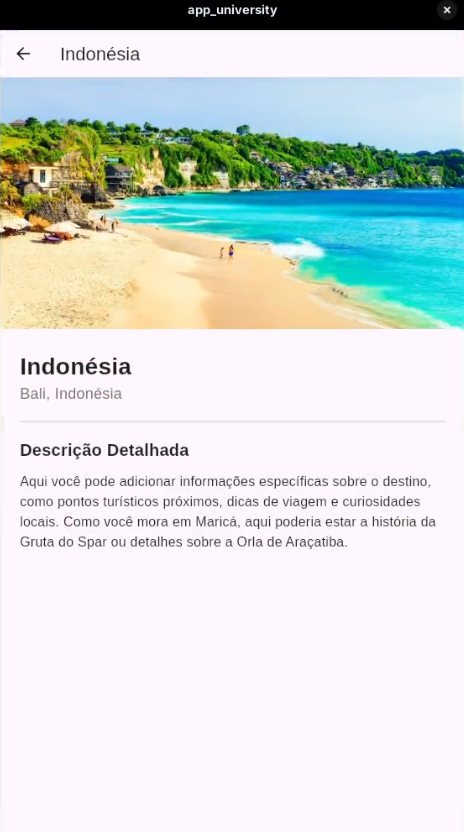 app_university
Indonésia
Indonésia
Bali, Indonésia
Descrição Detalhada
Aqui você pode adicionar informações específicas sobre o destino,
como pontos turísticos próximos, dicas de viagem e curiosidades
locais. Como você mora em Maricá, aqui poderia estar a história da
Gruta do Spar ou detalhes sobre a Orla de Araçatiba.